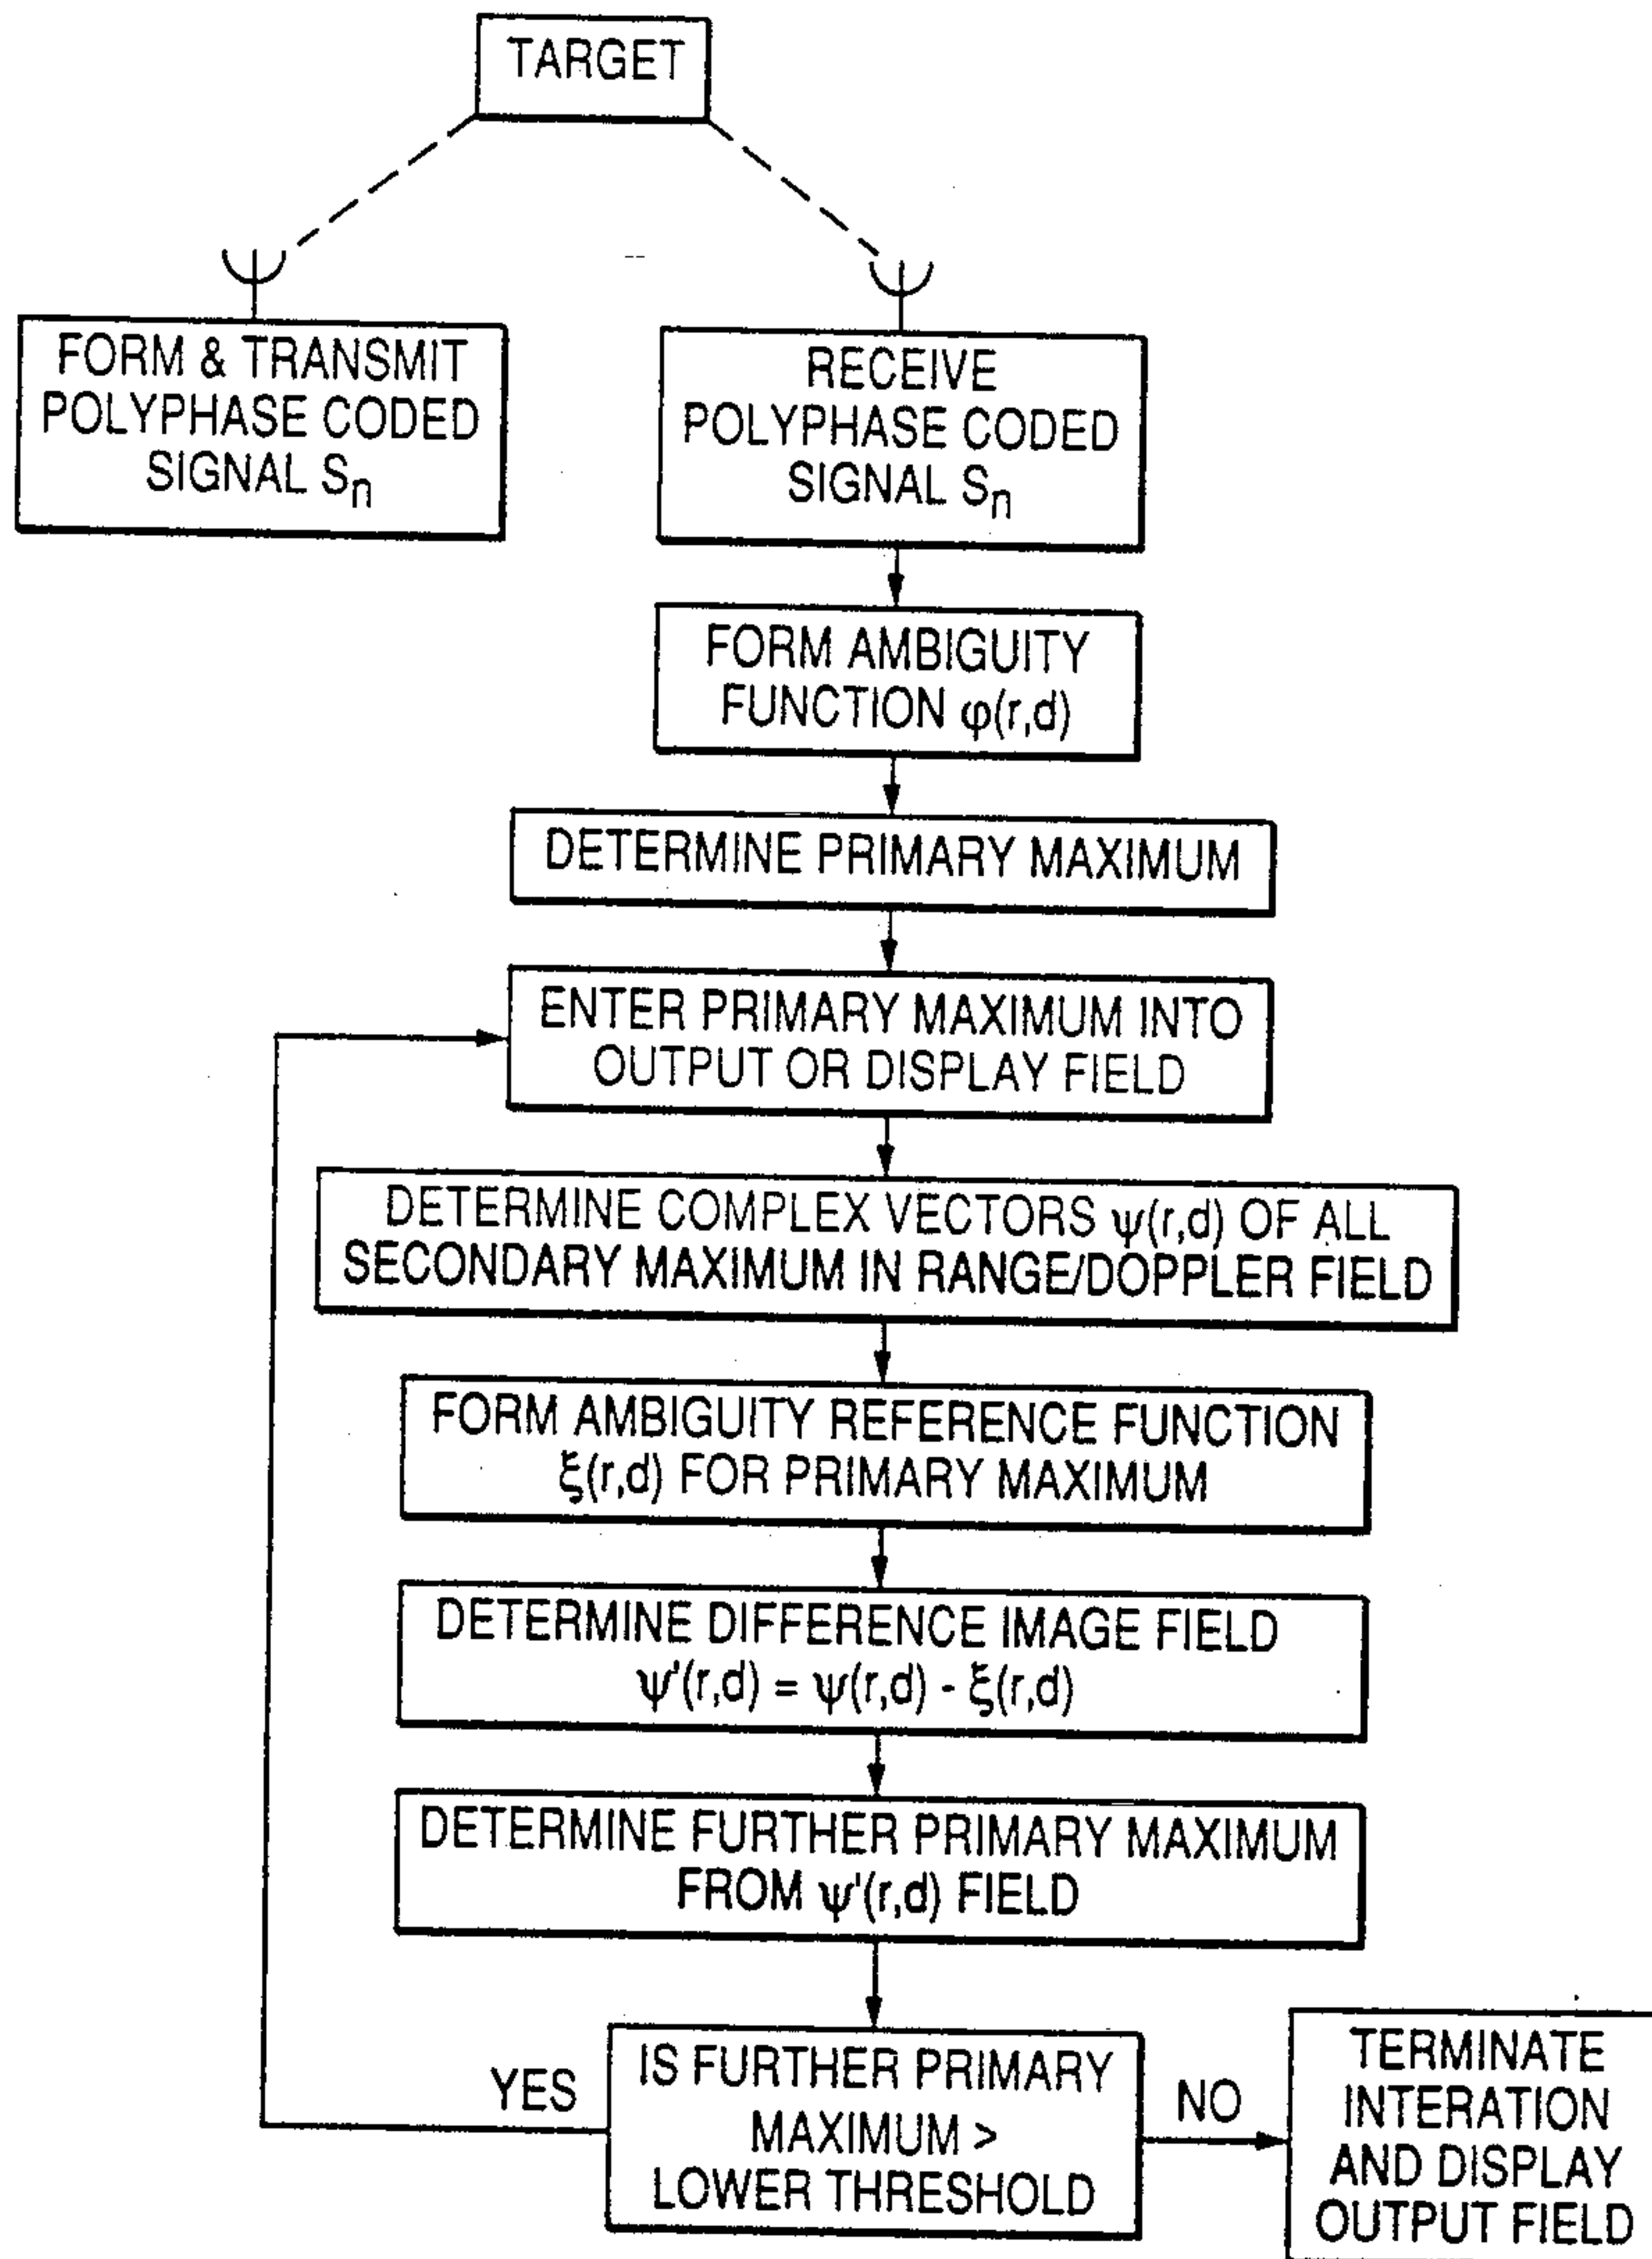 TARGET
FORM & TRANSMIT
POLYPHASE CODED
SIGNAL Sn
RECEIVE
POLYPHASE CODED
SIGNAL Sn
FORM AMBIGUITY
FUNCTION φ(r,d)
DETERMINE PRIMARY MAXIMUM
ENTER PRIMARY MAXIMUM INTO
OUTPUT OR DISPLAY FIELD
DETERMINE COMPLEX VECTORS ψ(r,d) OF ALL
SECONDARY MAXIMUM IN RANGE/DOPPLER FIELD
FORM AMBIGUITY REFERENCE FUNCTION
ξ(r,d) FOR PRIMARY MAXIMUM
DETERMINE DIFFERENCE IMAGE FIELD
ψ'(r,d) = ψ(r,d) - ξ(r,d)
DETERMINE FURTHER PRIMARY MAXIMUM
FROM ψ'(r,d) FIELD
YES
IS FURTHER PRIMARY
MAXIMUM >
LOWER THRESHOLD
NO
TERMINATE
INTERATION
AND DISPLAY
OUTPUT FIELD